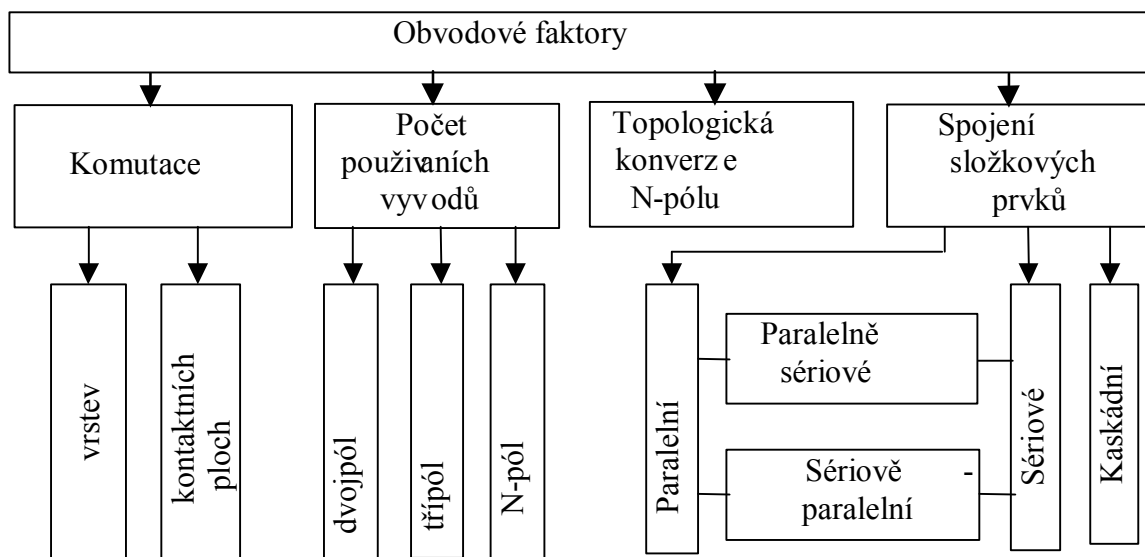 Obvodové faktory
Komutace
Počet
používaních
vyvodů
Topologická
konverze
N-pólu
Spojení
složkových
prvků
vrstev
kontaktních
ploch
dvojpól
třípól
N-pól
Paralelní
Paralelně
sériové
Sériově -
paralelní
Sériové
Kaskádní